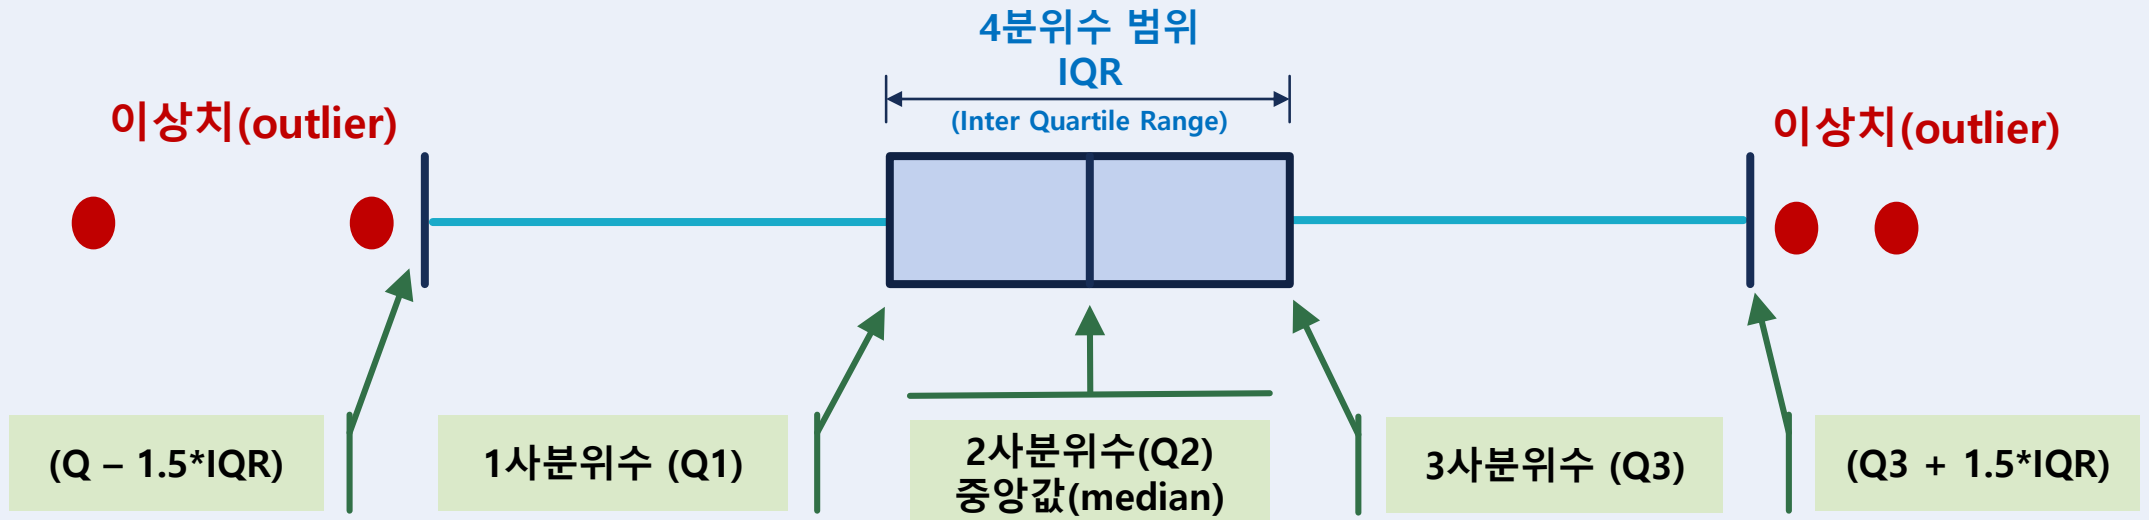 4분위수 범위
IQR
(Inter Quartile Range)
이상치(outlier)
이상치(outlier)
(Q – 1.5*IQR)
1사분위수 (Q1)
2사분위수(Q2)
중앙값(median)
3사분위수 (Q3)
(Q3 + 1.5*IQR)